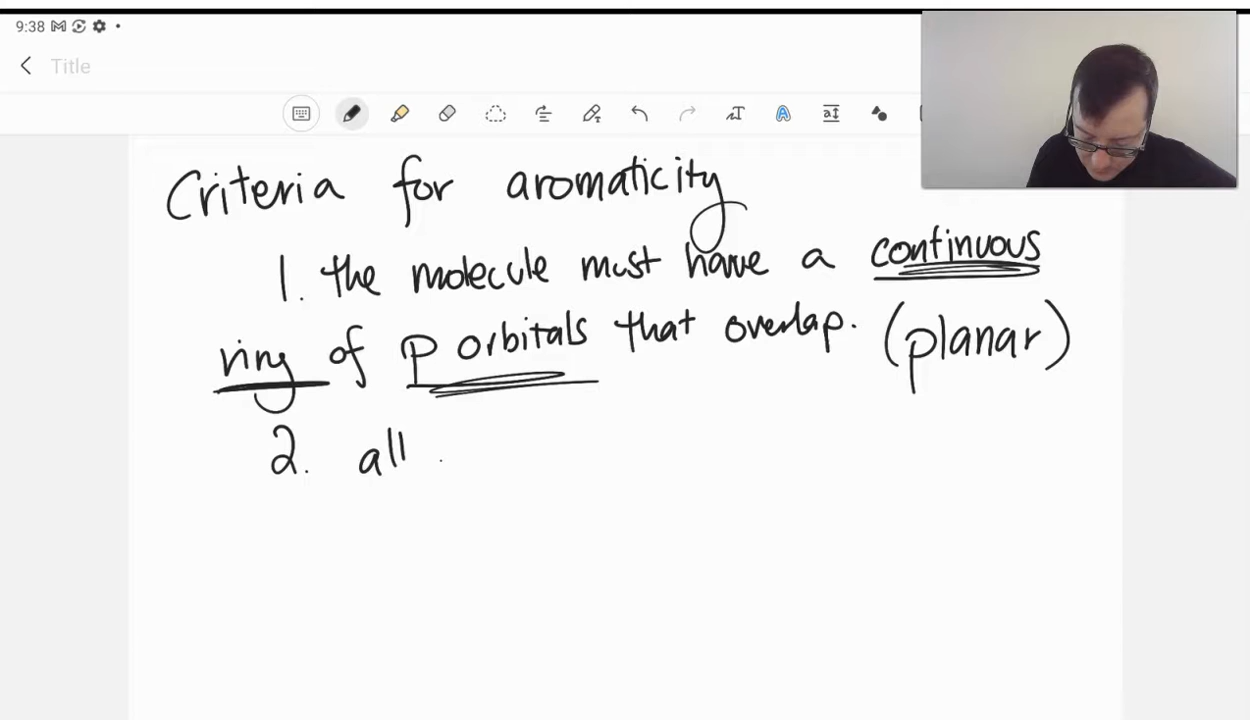 9:38
Title
Criteria for aromaticity
1. the molecule must have a continuous
ring of p orbitals that overlap. (planar)
2. all